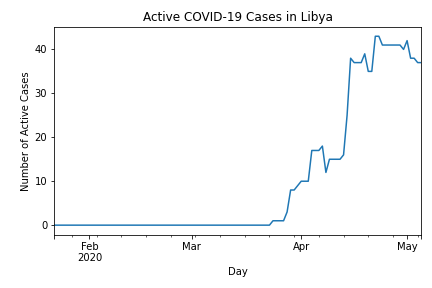 Active COVID-19 Cases in Libya
Number of Active Cases
40
30
20
10
0
Feb
2020
Mar
Apr
May
Day